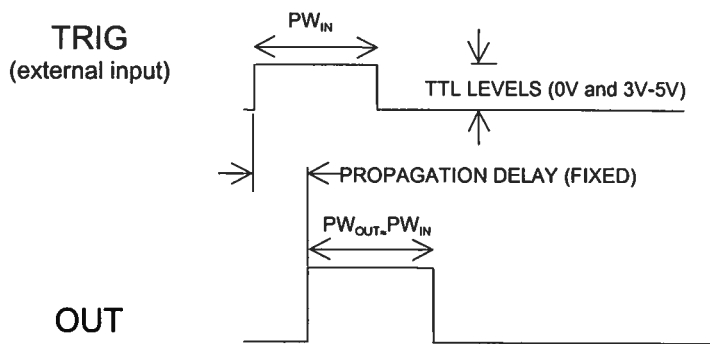 PW_IN
TRIG
(external input)
TTL LEVELS (0V and 3V-5V)
PROPAGATION DELAY (FIXED)
PW_OUT≈PW_IN
OUT